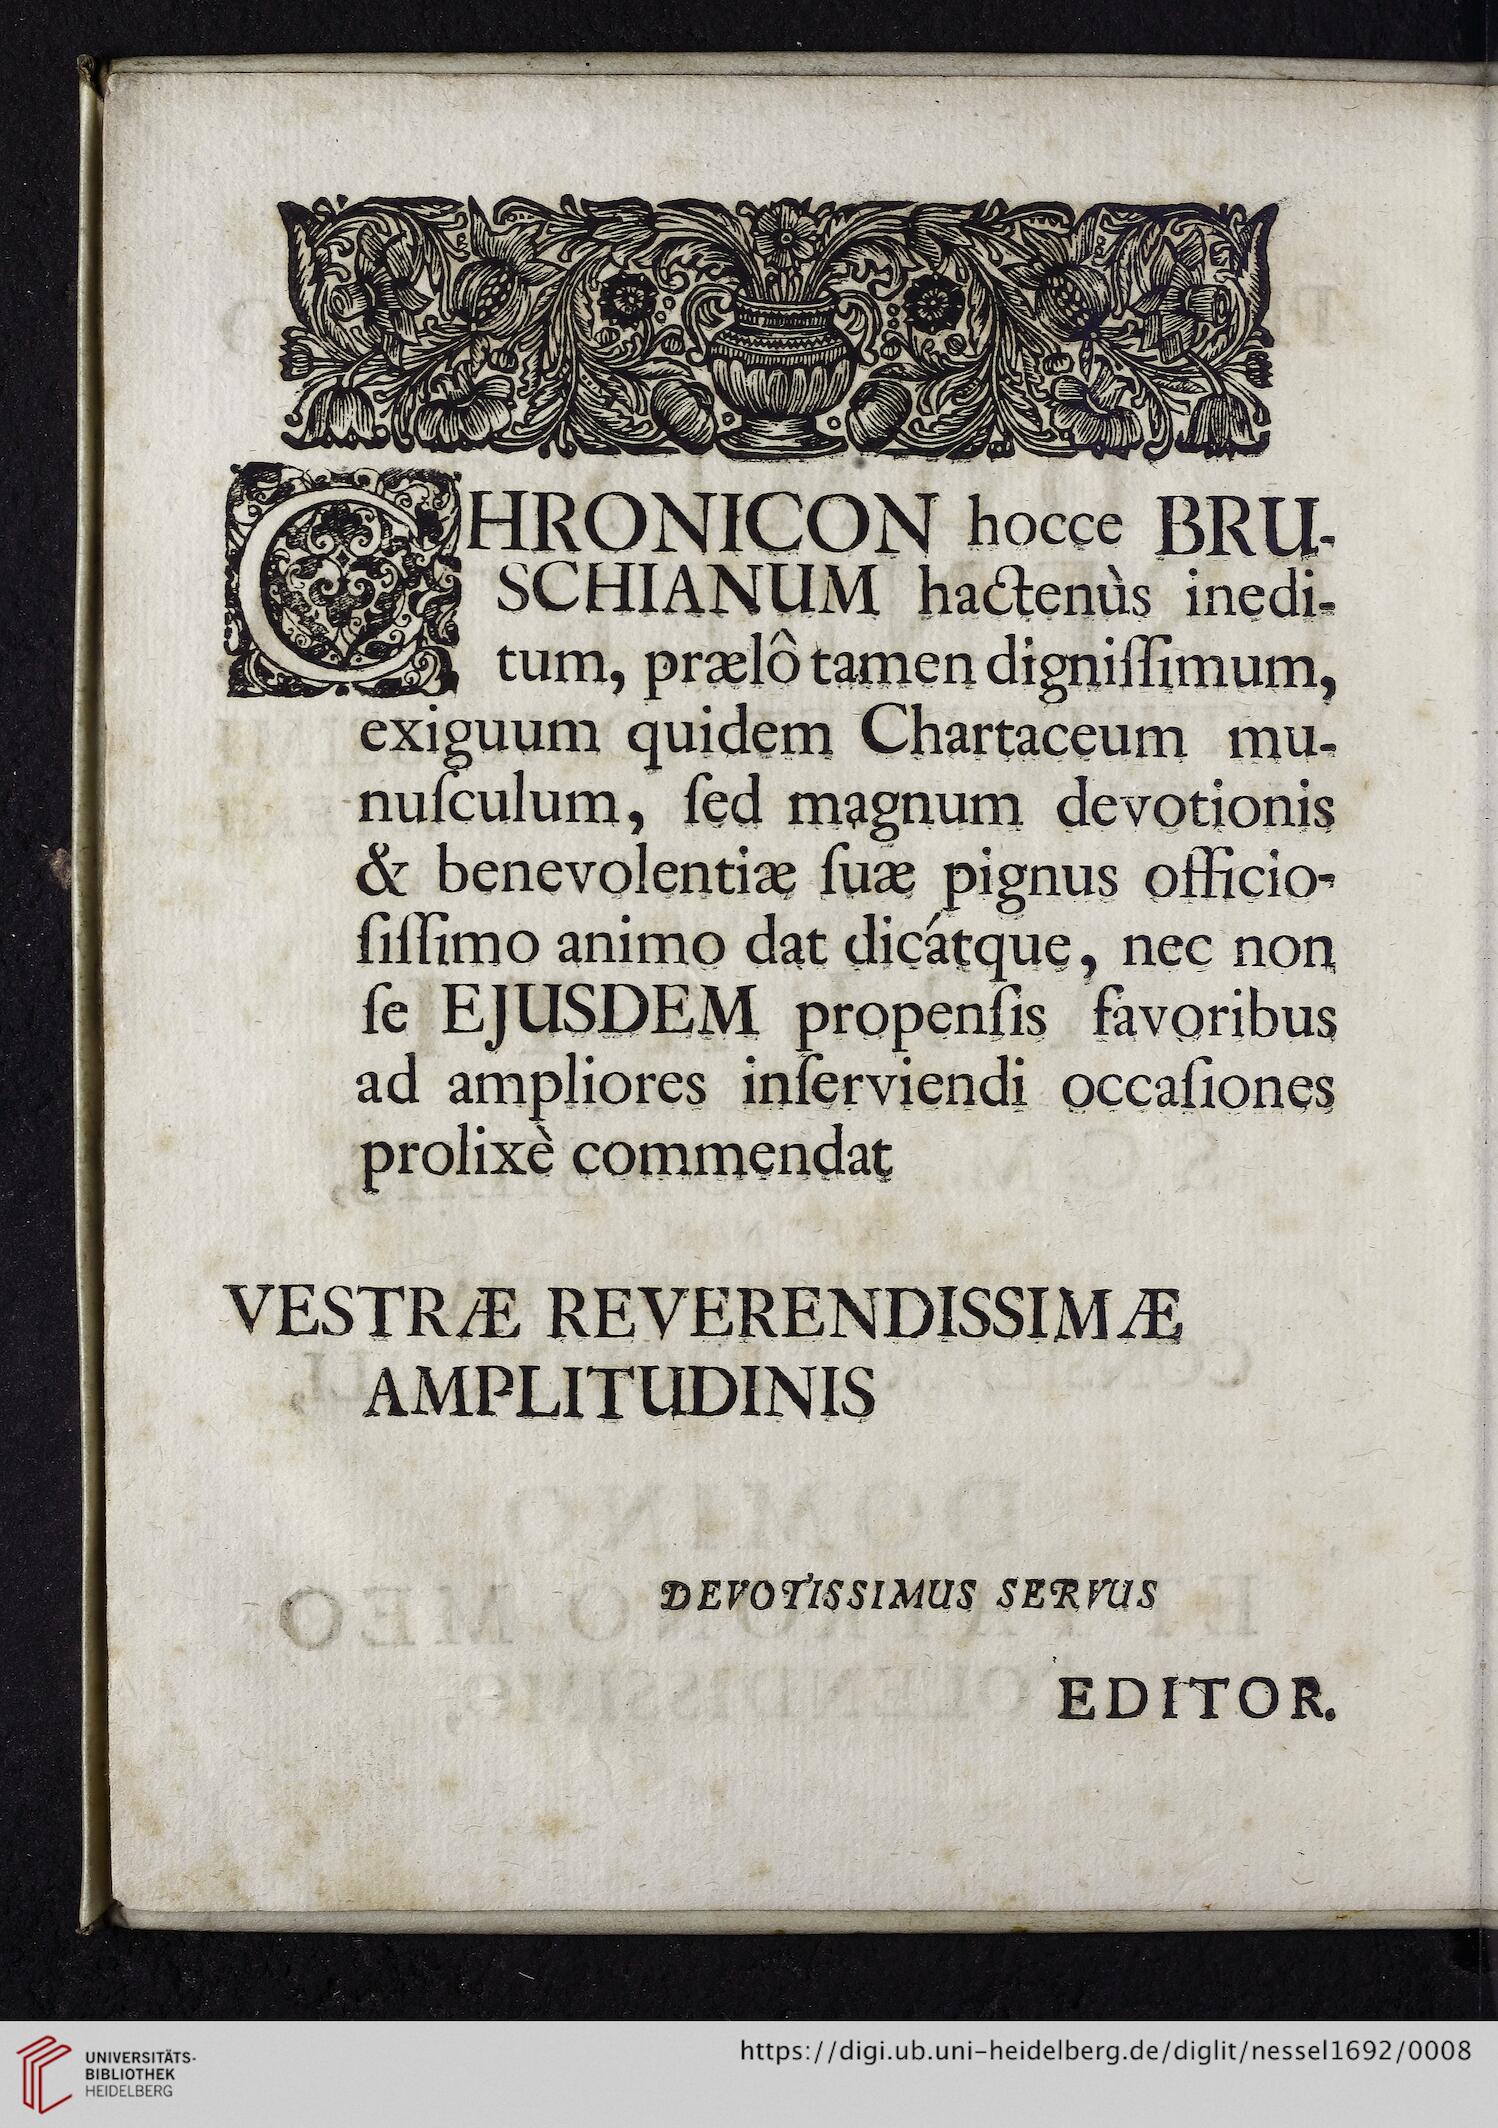 CHRONICON hocce BRU-
SCHIANUM hactenùs inedi-
tum, prælô tamen digniſſimum,
exiguum quidem Chartaceum mu-
nuſculum, ſed magnum devotionis
& benevolentiæ ſuæ pignus officio-
ſiſſimo animo dat dicátque, nec non
ſe EJUSDEM propenſis favoribus
ad ampliores inſerviendi occaſiones
prolixè commendat
VESTRÆ REVERENDISSIMÆ
AMPLITUDINIS
DEVOTISSIMUS SERVUS
EDITOR.
UNIVERSITÄTS-
BIBLIOTHEK
HEIDELBERG
https://digi.ub.uni-heidelberg.de/diglit/nessel1692/0008